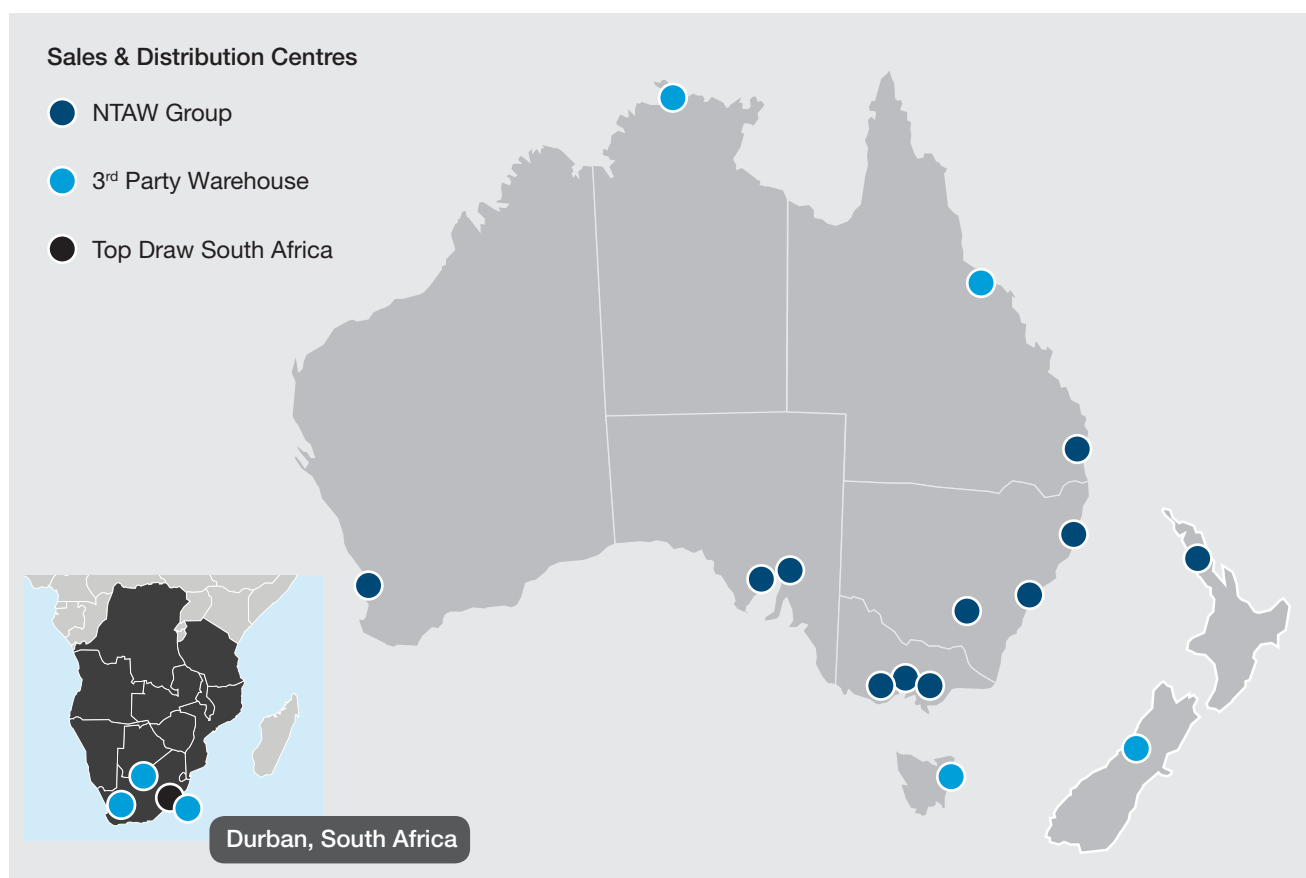 Sales & Distribution Centres
NTAW Group
3rd Party Warehouse
Top Draw South Africa
Durban, South Africa